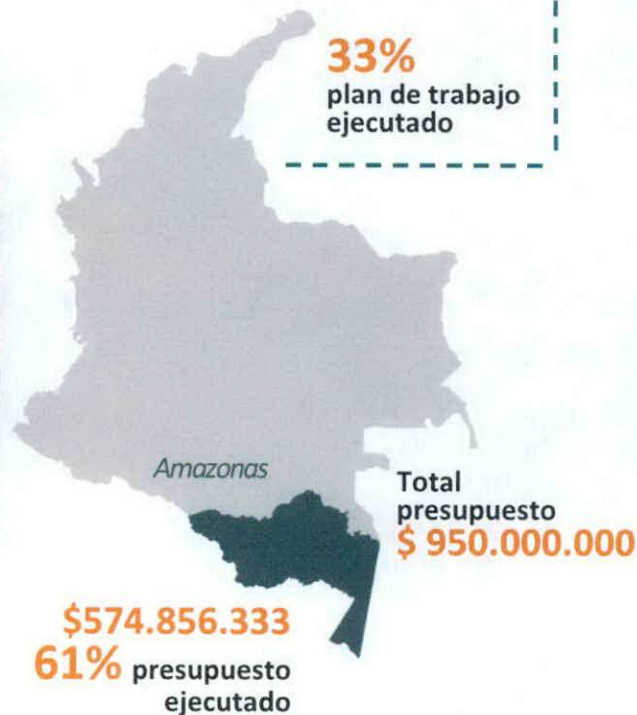 33%
plan de trabajo
ejecutado
Amazonas
Total
presupuesto
$ 950.000.000
$574.856.333
61% presupuesto
ejecutado